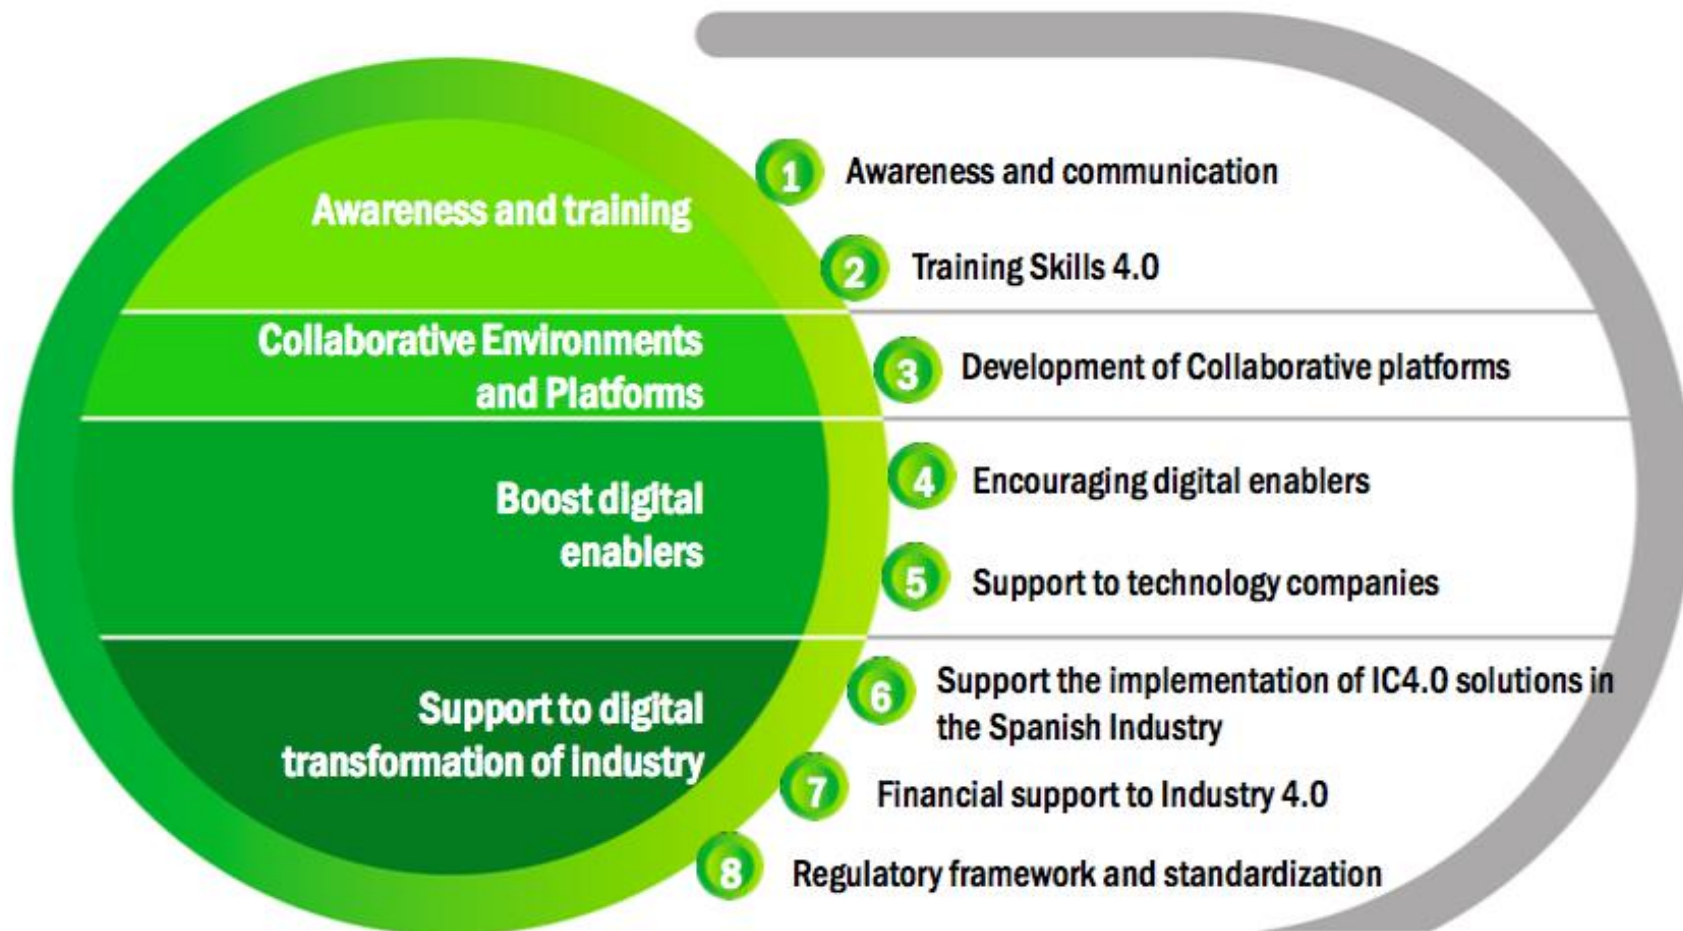 Awareness and training
1 Awareness and communication
2 Training Skills 4.0
Collaborative Environments
and Platforms
3 Development of Collaborative platforms
Boost digital
enablers
4 Encouraging digital enablers
5 Support to technology companies
Support to digital
transformation of Industry
6 Support the implementation of IC4.0 solutions in
the Spanish Industry
7 Financial support to Industry 4.0
8 Regulatory framework and standardization